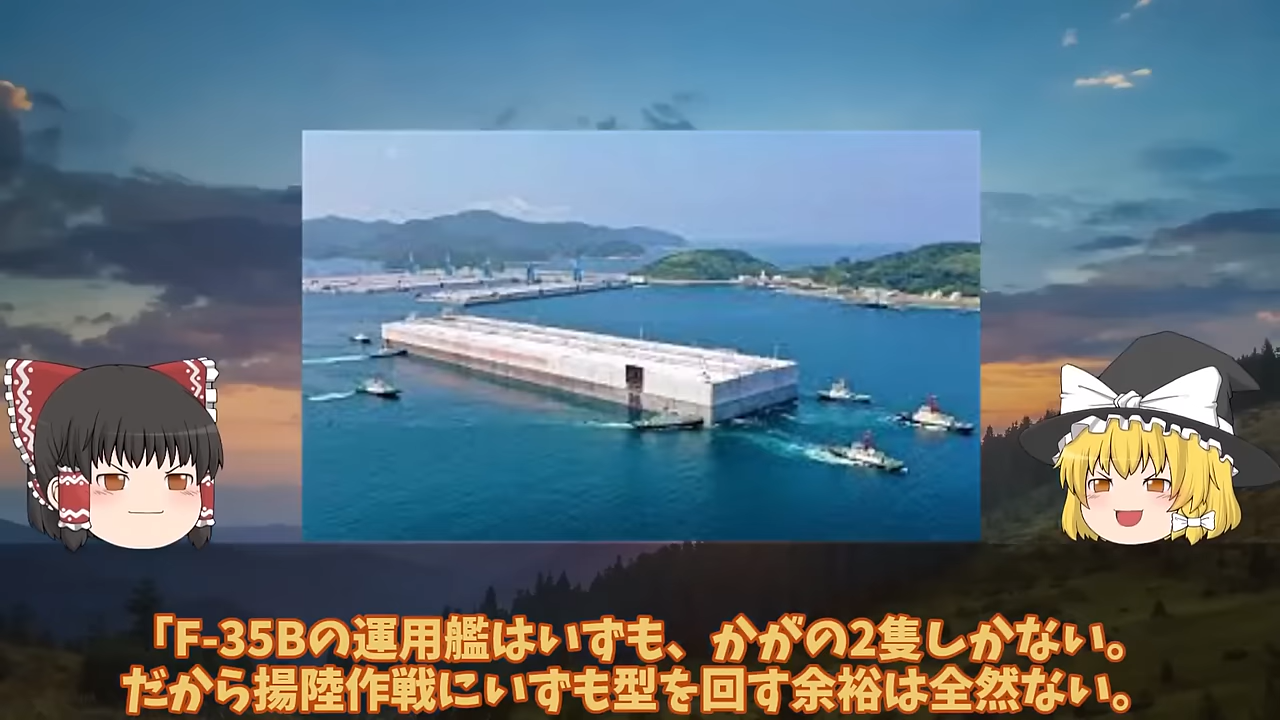 「F-35Bの運用艦はいずも、かがの2隻しかない。
だから揚陸作戦にいずも型を回す余裕は全然ない。